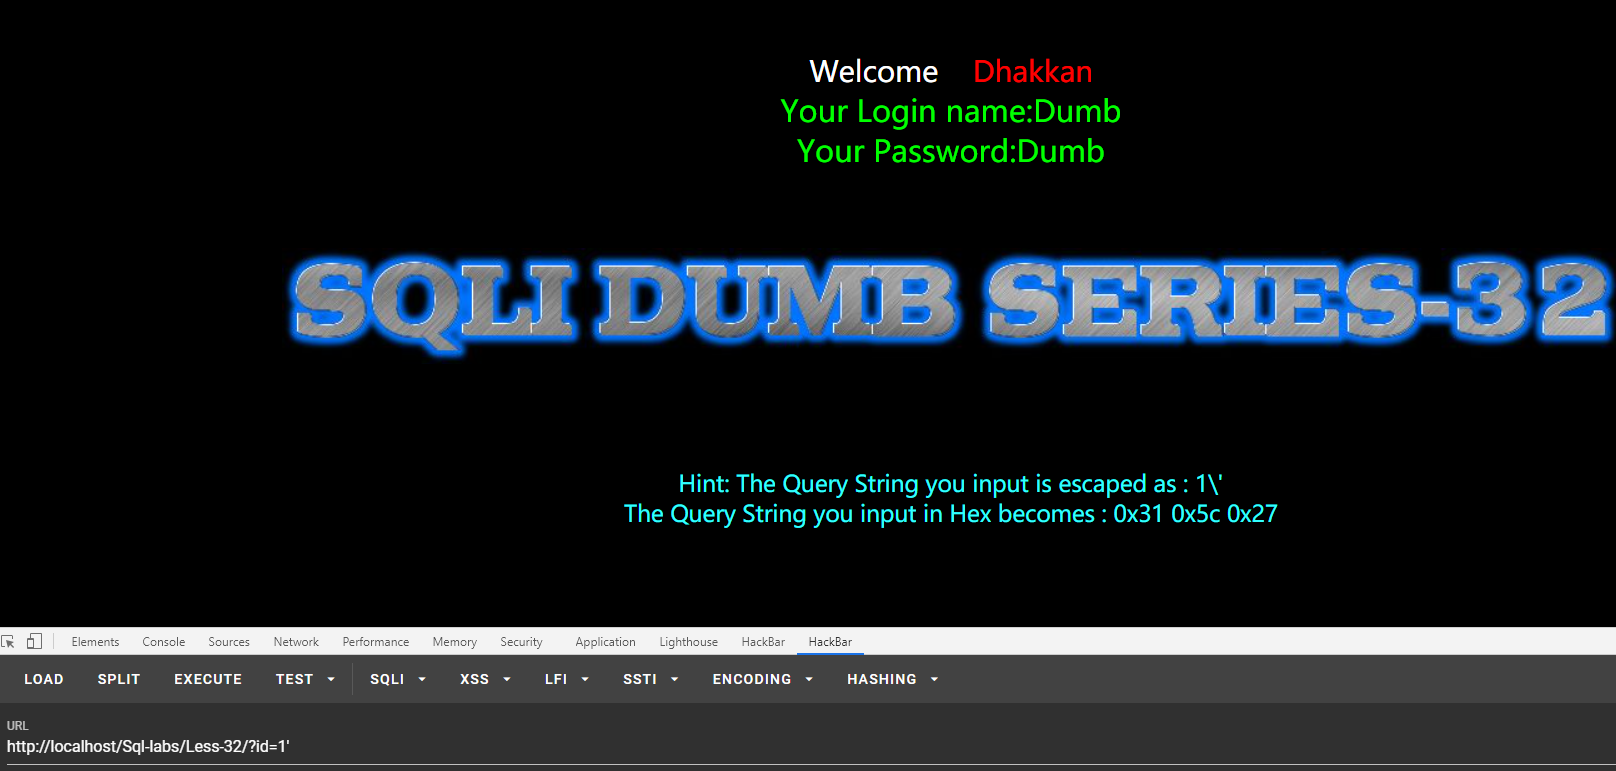 Welcome Dhakkan
Your Login name:Dumb
Your Password:Dumb
SQLI DUMB SERIES-32
Hint: The Query String you input is escaped as : 1\'
The Query String you input in Hex becomes : 0x31 0x5c 0x27
Elements Console Sources Network Performance Memory Security Application Lighthouse HackBar HackBar
LOAD SPLIT EXECUTE TEST SQLI XSS LFI SSTI ENCODING HASHING
URL
http://localhost/Sql-labs/Less-32/?id=1'